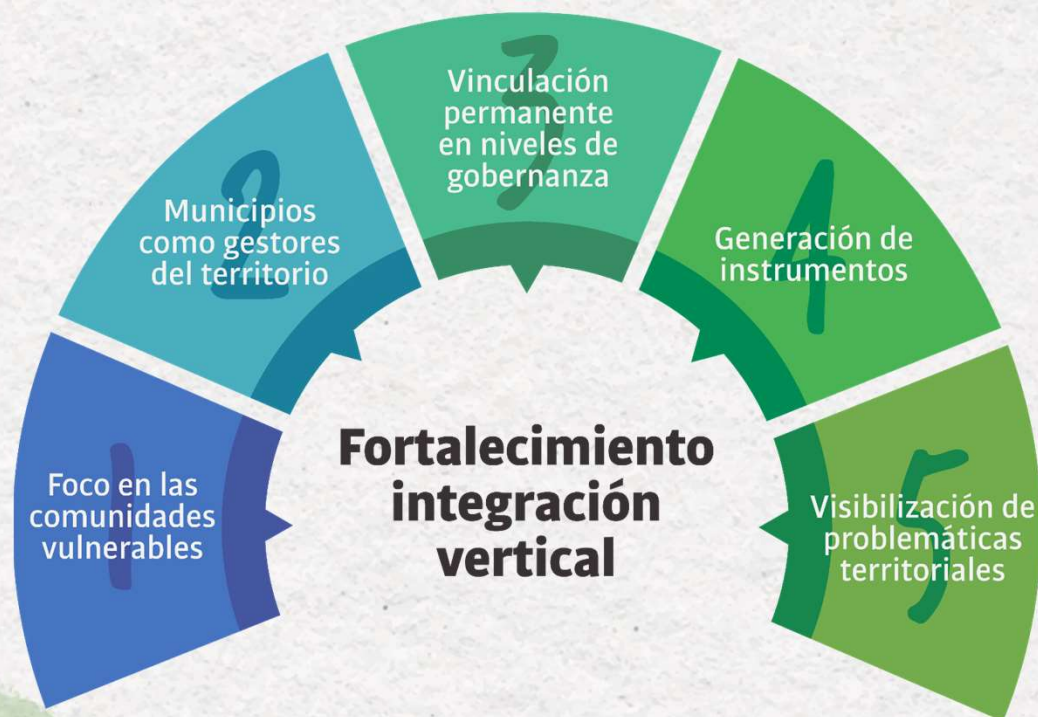 1
Foco en las
comunidades
vulnerables
2
Municipios
como gestores
del territorio
3
Vinculación
permanente
en niveles de
gobernanza
4
Generación de
instrumentos
5
Visibilización de
problemáticas
territoriales
Fortalecimiento
integración
vertical